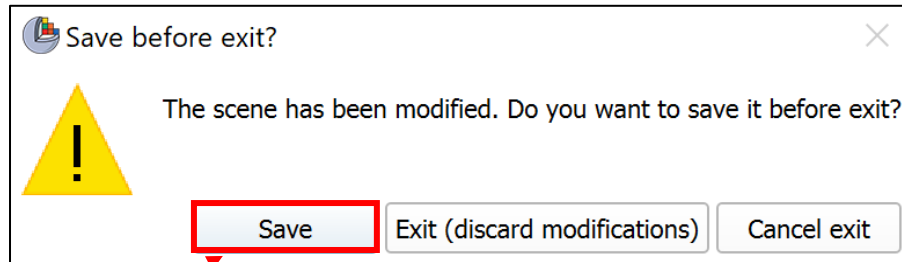 Save before exit?
The scene has been modified. Do you want to save it before exit?
!
Save
Exit (discard modifications)
Cancel exit